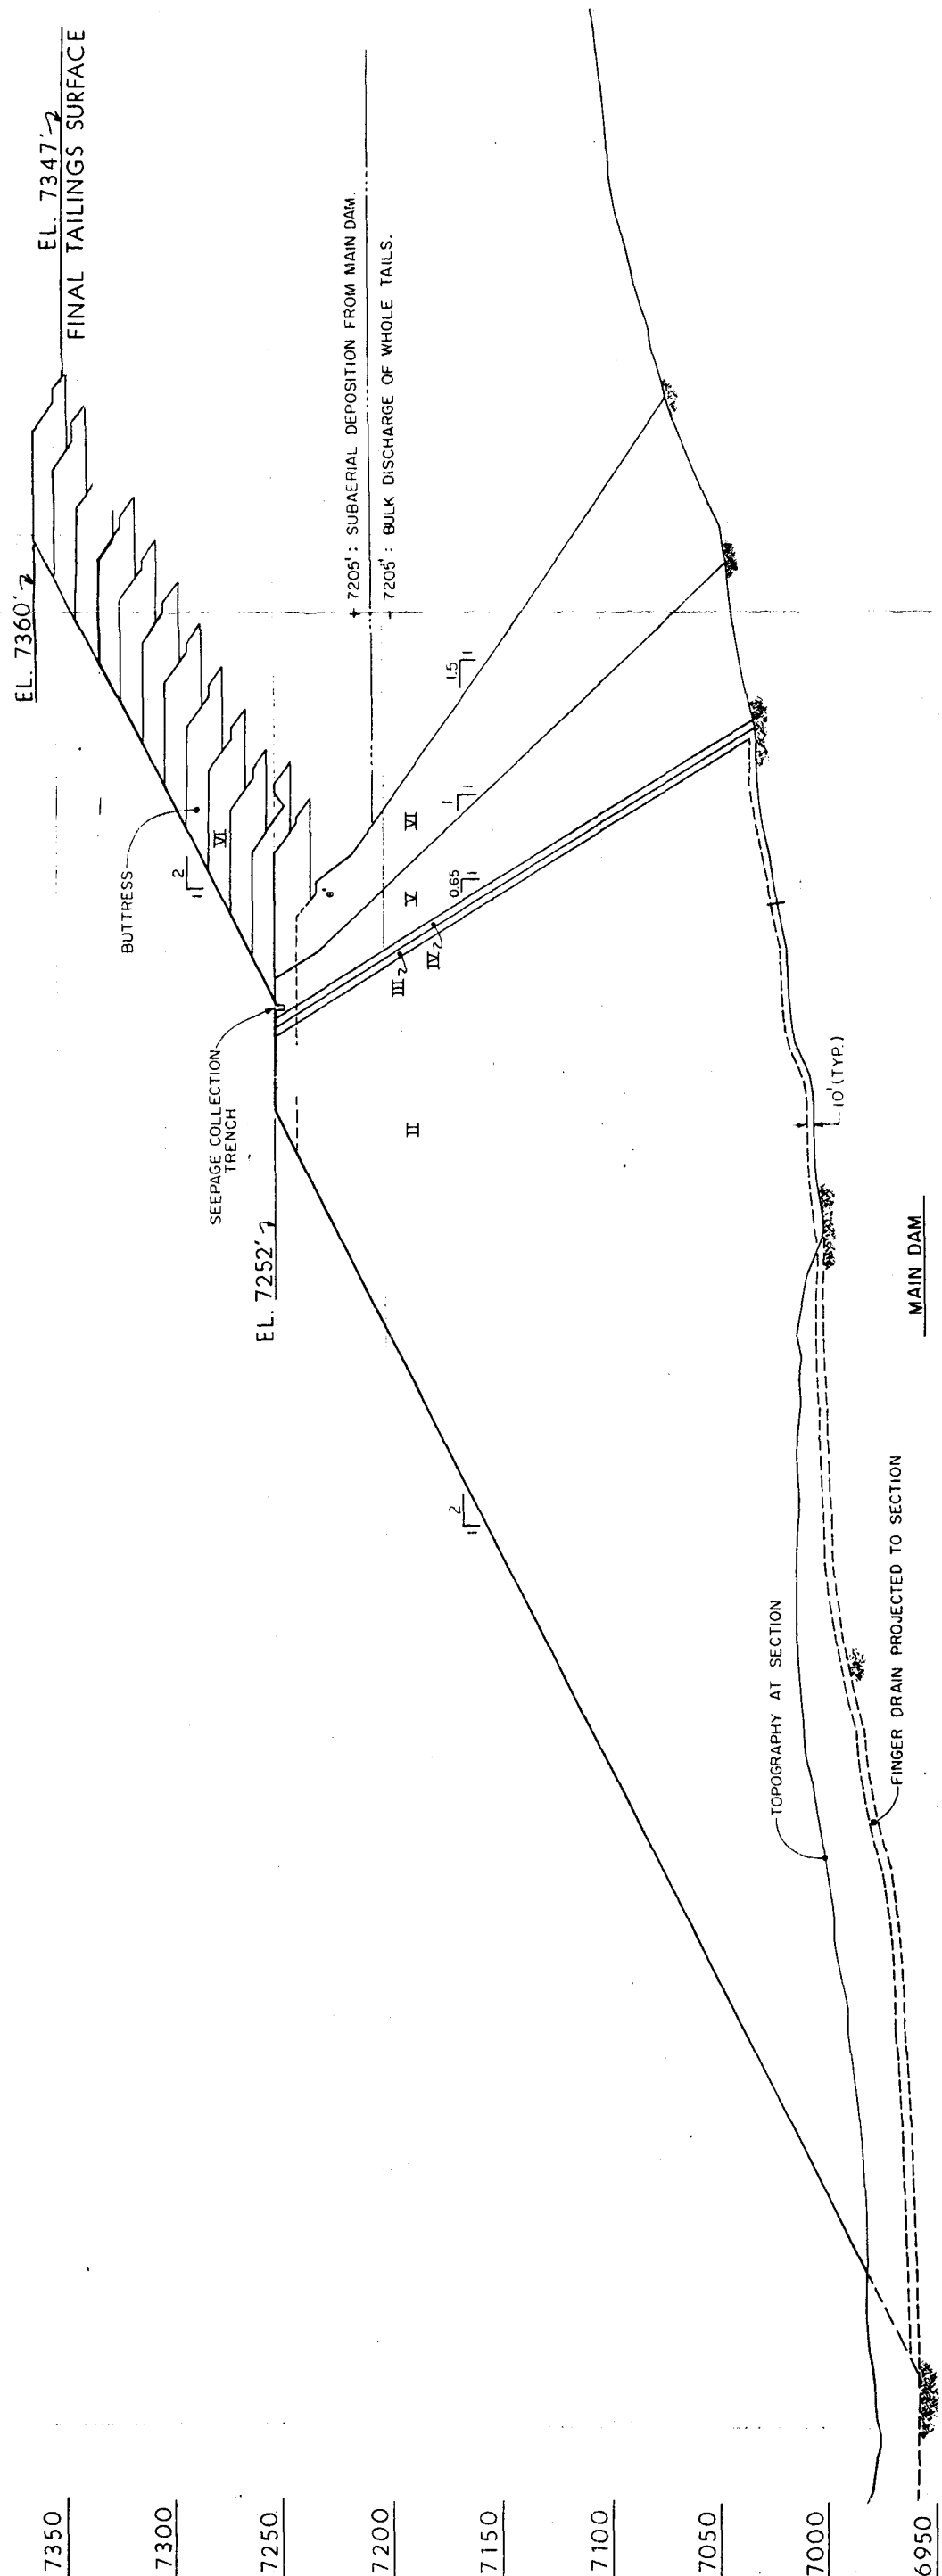 EL. 7347'
FINAL TAILINGS SURFACE
EL. 7360'
7205': SUBAERIAL DEPOSITION FROM MAIN DAM.
7205': BULK DISCHARGE OF WHOLE TAILS.
BUTTRESS
VI
2
1
SEEPAGE COLLECTION
TRENCH
EL. 7252'
1.5
1
1
1
0.65
1
VI
V
IV
III
II
2
1
10' (TYP.)
TOPOGRAPHY AT SECTION
FINGER DRAIN PROJECTED TO SECTION
MAIN DAM
7350
7300
7250
7200
7150
7100
7050
7000
6950